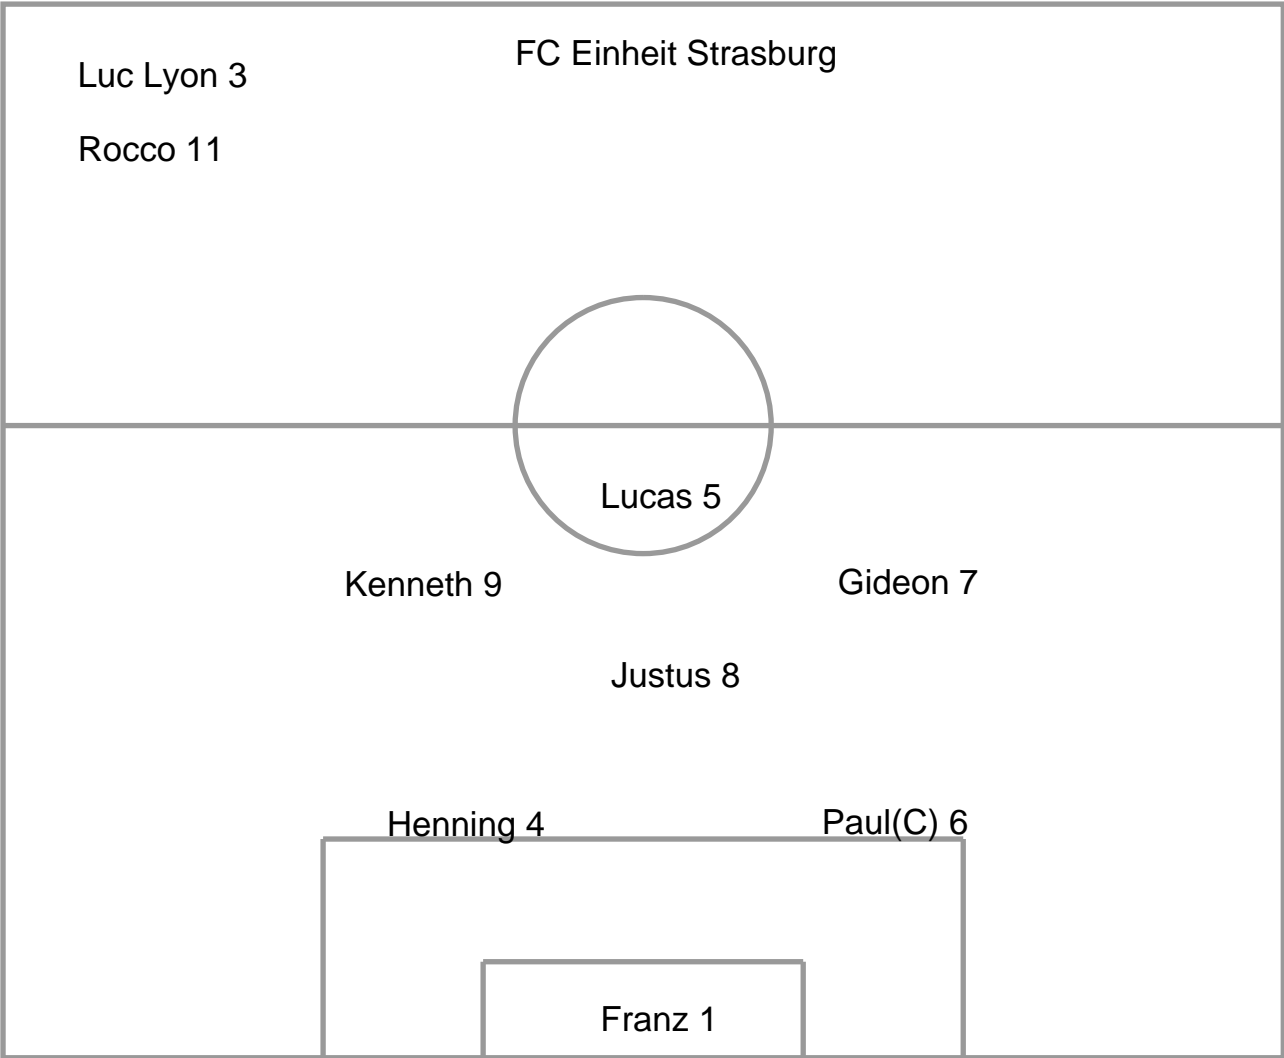 FC Einheit Strasburg
Luc Lyon 3
Rocco 11
Lucas 5
Kenneth 9
Gideon 7
Justus 8
Henning 4
Paul(C) 6
Franz 1